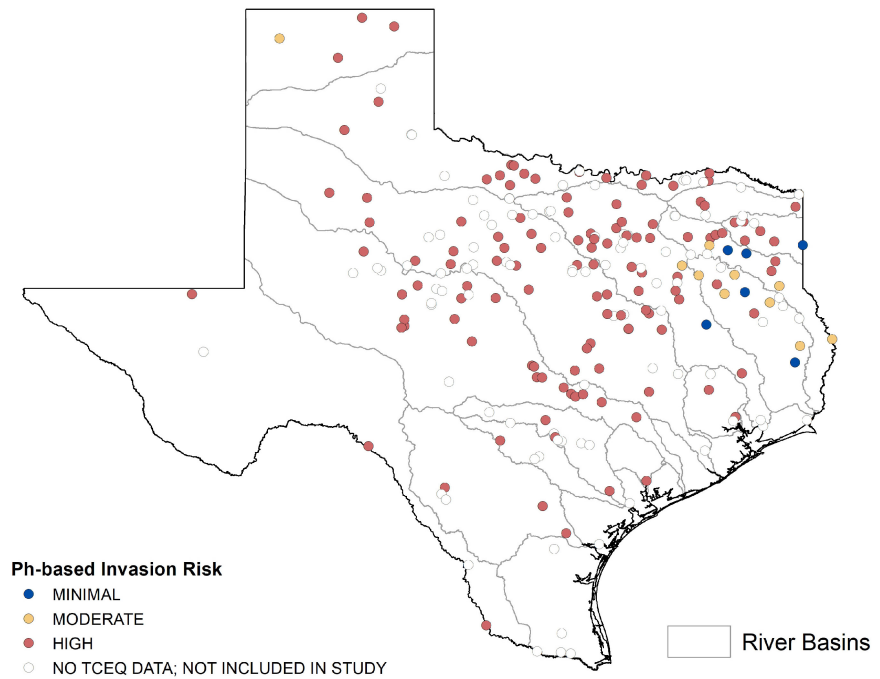 Ph-based Invasion Risk
MINIMAL
MODERATE
HIGH
NO TCEQ DATA; NOT INCLUDED IN STUDY
River Basins